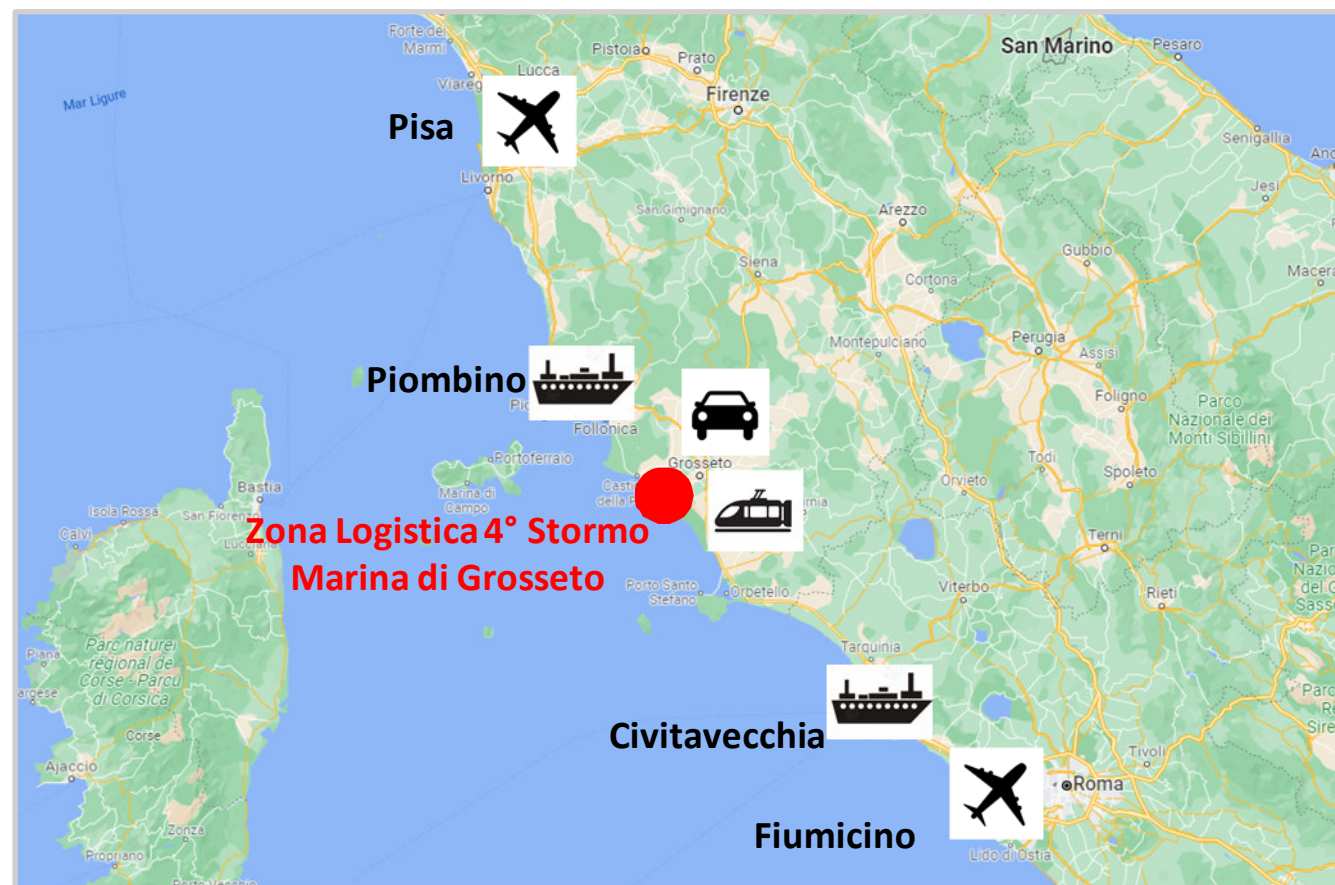 Forte dei
Marmi
Pistoia
Prato
San Marino
Pesaro
Mar Ligure
Lucca
Firenze
Pisa
Senigallia
Livorno
Jesi
San Gimignano
Arezzo
Siena
Gubbio
Cortona
Montepulciano
Perugia
Assisi
Piombino
Foligno
Parco
Nazionale dei
Monti Sibillini
Follonica
Portoferraio
Grosseto
Todi
Spoleto
Orvieto
Marina di
Campo
Bastia
Isola Rossa
Calvi
Zona Logistica 4° Stormo
Marina di Grosseto
Terni
Porto Santo
Stefano
Orbetello
Viterbo
Rieti
Piana
Parc naturel
régional de
Corse - Parcu
di Corsica
Tarquinia
Corse
Civitavecchia
Tivoli
Ajaccio
Roma
Zonza
Fiumicino
Lido di Ostia
Propriano